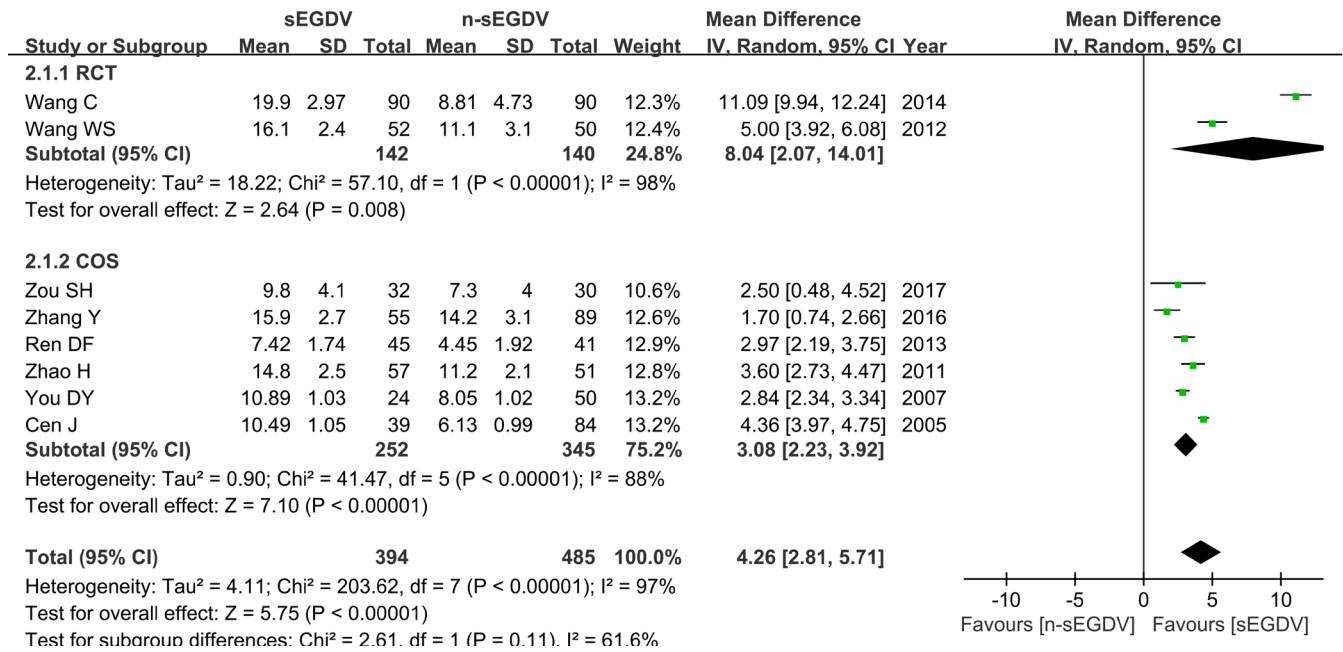 sEGDV n-sEGDV Mean Difference Mean Difference
Study or Subgroup Mean SD Total Mean SD Total Weight IV, Random, 95% CI Year IV, Random, 95% CI
2.1.1 RCT
Wang C 19.9 2.97 90 8.81 4.73 90 12.3% 11.09 [9.94, 12.24] 2014
Wang WS 16.1 2.4 52 11.1 3.1 50 12.4% 5.00 [3.92, 6.08] 2012
Subtotal (95% CI) 142 140 24.8% 8.04 [2.07, 14.01]
Heterogeneity: Tau² = 18.22; Chi² = 57.10, df = 1 (P < 0.00001); I² = 98%
Test for overall effect: Z = 2.64 (P = 0.008)
2.1.2 COS
Zou SH 9.8 4.1 32 7.3 4 30 10.6% 2.50 [0.48, 4.52] 2017
Zhang Y 15.9 2.7 55 14.2 3.1 89 12.6% 1.70 [0.74, 2.66] 2016
Ren DF 7.42 1.74 45 4.45 1.92 41 12.9% 2.97 [2.19, 3.75] 2013
Zhao H 14.8 2.5 57 11.2 2.1 51 12.8% 3.60 [2.73, 4.47] 2011
You DY 10.89 1.03 24 8.05 1.02 50 13.2% 2.84 [2.34, 3.34] 2007
Cen J 10.49 1.05 39 6.13 0.99 84 13.2% 4.36 [3.97, 4.75] 2005
Subtotal (95% CI) 252 345 75.2% 3.08 [2.23, 3.92]
Heterogeneity: Tau² = 0.90; Chi² = 41.47, df = 5 (P < 0.00001); I² = 88%
Test for overall effect: Z = 7.10 (P < 0.00001)
Total (95% CI) 394 485 100.0% 4.26 [2.81, 5.71]
Heterogeneity: Tau² = 4.11; Chi² = 203.62, df = 7 (P < 0.00001); I² = 97%
Test for overall effect: Z = 5.75 (P < 0.00001)
Test for subgroup differences: Chi² = 2.61, df = 1 (P = 0.11), I² = 61.6%
-10 -5 0 5 10
Favours [n-sEGDV] Favours [sEGDV]